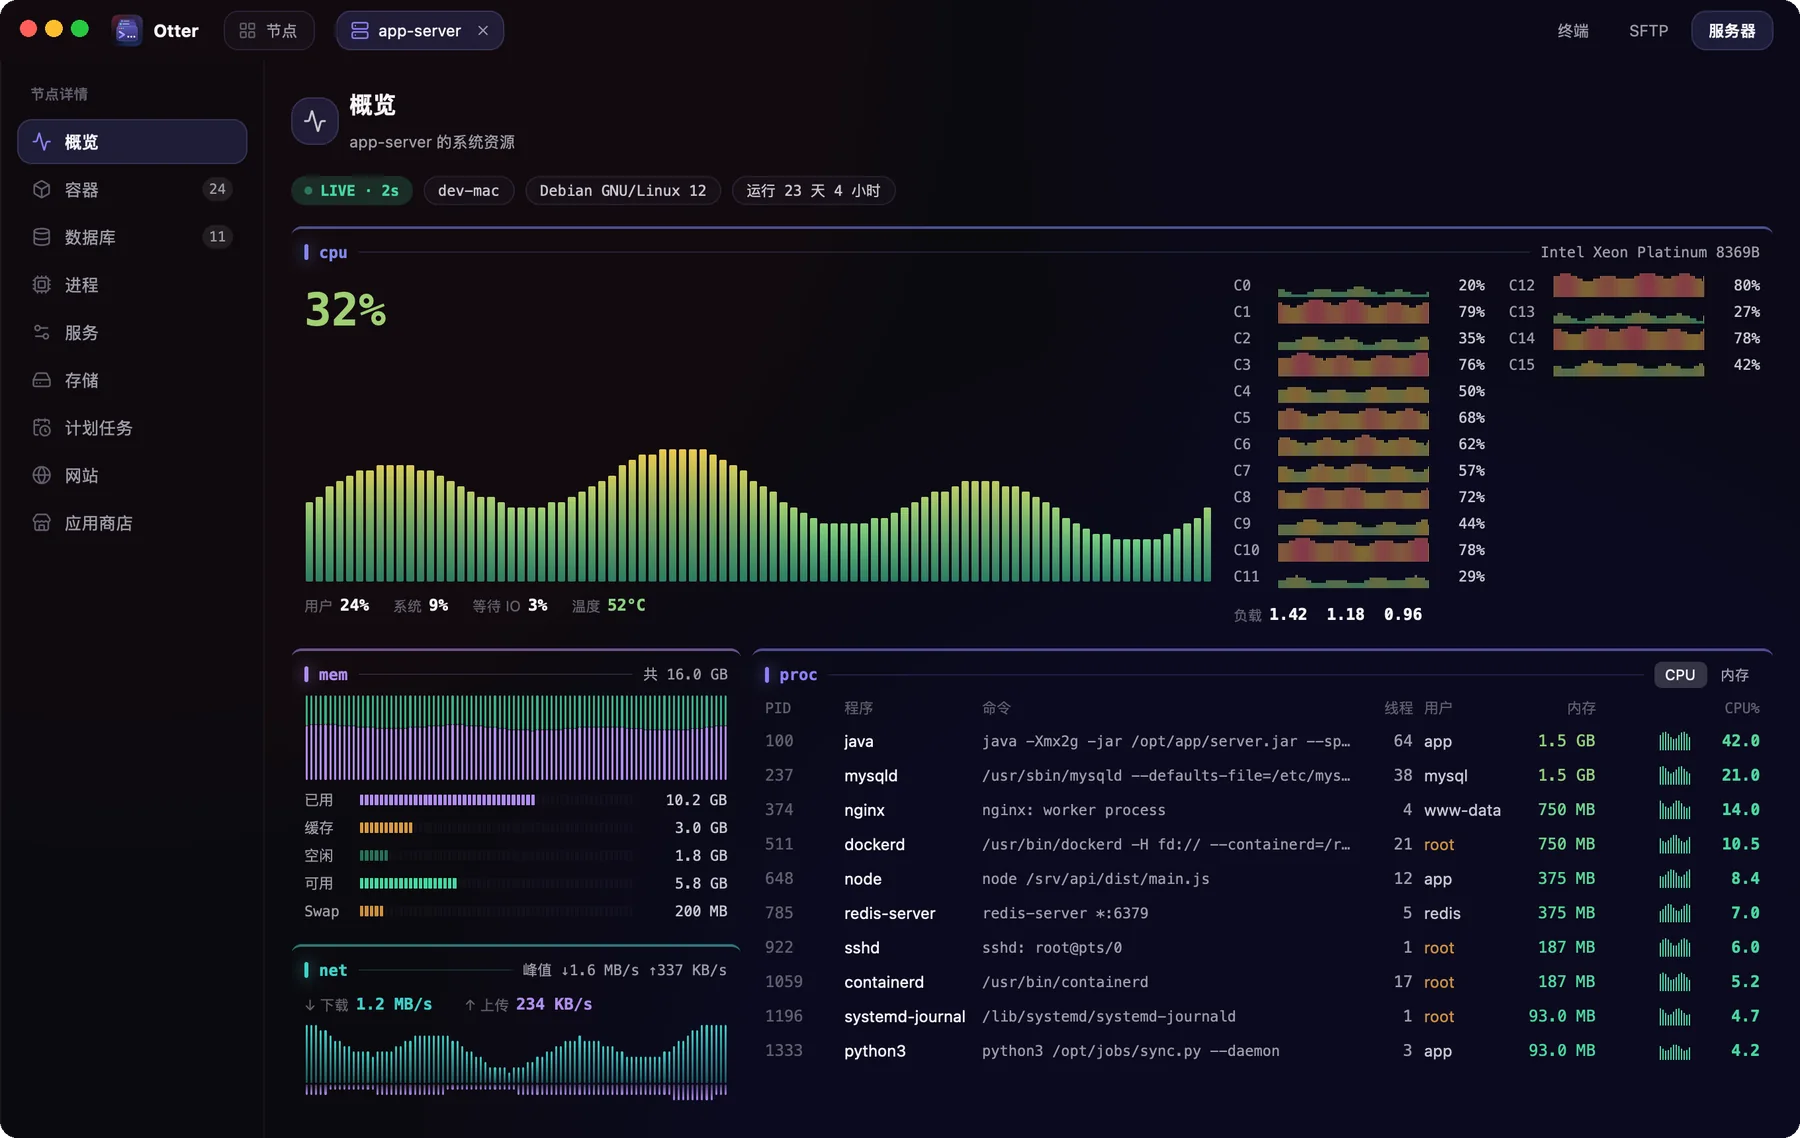 Otter
节点
app-server
终端
SFTP
服务器
节点详情
概览
容器 24
数据库 11
进程
服务
存储
计划任务
网站
应用商店
概览
app-server 的系统资源
LIVE · 2s
dev-mac
Debian GNU/Linux 12
运行 23 天 4 小时
cpu
Intel Xeon Platinum 8369B
32%
C0 20%
C1 79%
C2 35%
C3 76%
C4 50%
C5 68%
C6 62%
C7 57%
C8 72%
C9 44%
C10 78%
C11 29%
C12 80%
C13 27%
C14 78%
C15 42%
用户 24% 系统 9% 等待 IO 3% 温度 52°C
负载 1.42 1.18 0.96
mem
共 16.0 GB
已用 10.2 GB
缓存 3.0 GB
空闲 1.8 GB
可用 5.8 GB
Swap 200 MB
net
峰值 ↓1.6 MB/s ↑337 KB/s
↓ 下载 1.2 MB/s ↑ 上传 234 KB/s
proc
CPU 内存
PID 程序 命令 线程 用户 内存 CPU%
100 java java -Xmx2g -jar /opt/app/server.jar --sp… 64 app 1.5 GB 42.0
237 mysqld /usr/sbin/mysqld --defaults-file=/etc/mys… 38 mysql 1.5 GB 21.0
374 nginx nginx: worker process 4 www-data 750 MB 14.0
511 dockerd /usr/bin/dockerd -H fd:// --containerd=/r… 21 root 750 MB 10.5
648 node node /srv/api/dist/main.js 12 app 375 MB 8.4
785 redis-server redis-server *:6379 5 redis 375 MB 7.0
922 sshd sshd: root@pts/0 1 root 187 MB 6.0
1059 containerd /usr/bin/containerd 17 root 187 MB 5.2
1196 systemd-journal /lib/systemd/systemd-journald 1 root 93.0 MB 4.7
1333 python3 python3 /opt/jobs/sync.py --daemon 3 app 93.0 MB 4.2